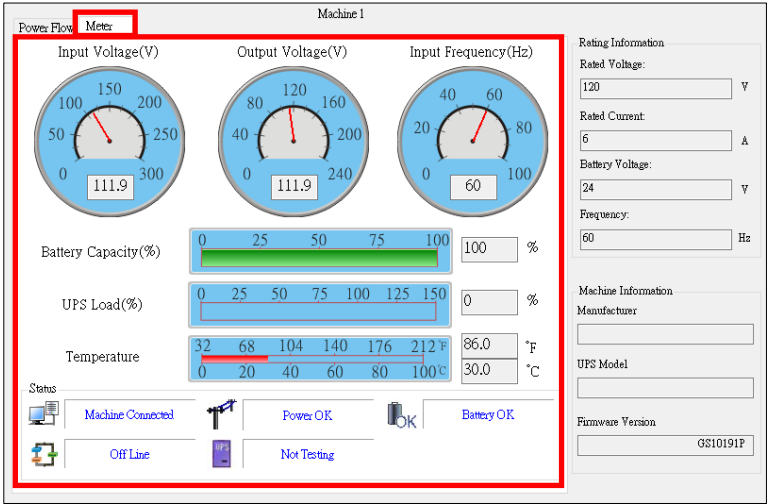 Machine 1
Power Flow Meter
Input Voltage(V) Output Voltage(V) Input Frequency(Hz)
0 50 100 150 200 250 300
111.9
0 40 80 120 160 200 240
111.9
0 20 40 60 80 100
60
Battery Capacity(%) 0 25 50 75 100 100 %
UPS Load(%) 0 25 50 75 100 125 150 0 %
Temperature
32 68 104 140 176 212 °F 86.0 °F
0 20 40 60 80 100 °C 30.0 °C
Status
Machine Connected Power OK OK Battery OK
Off Line UPS Not Testing
Rating Information
Rated Voltage:
120 V
Rated Current:
6 A
Battery Voltage:
24 V
Frequency:
60 Hz
Machine Information
Manufacturer
UPS Model
Firmware Version
GS10191P